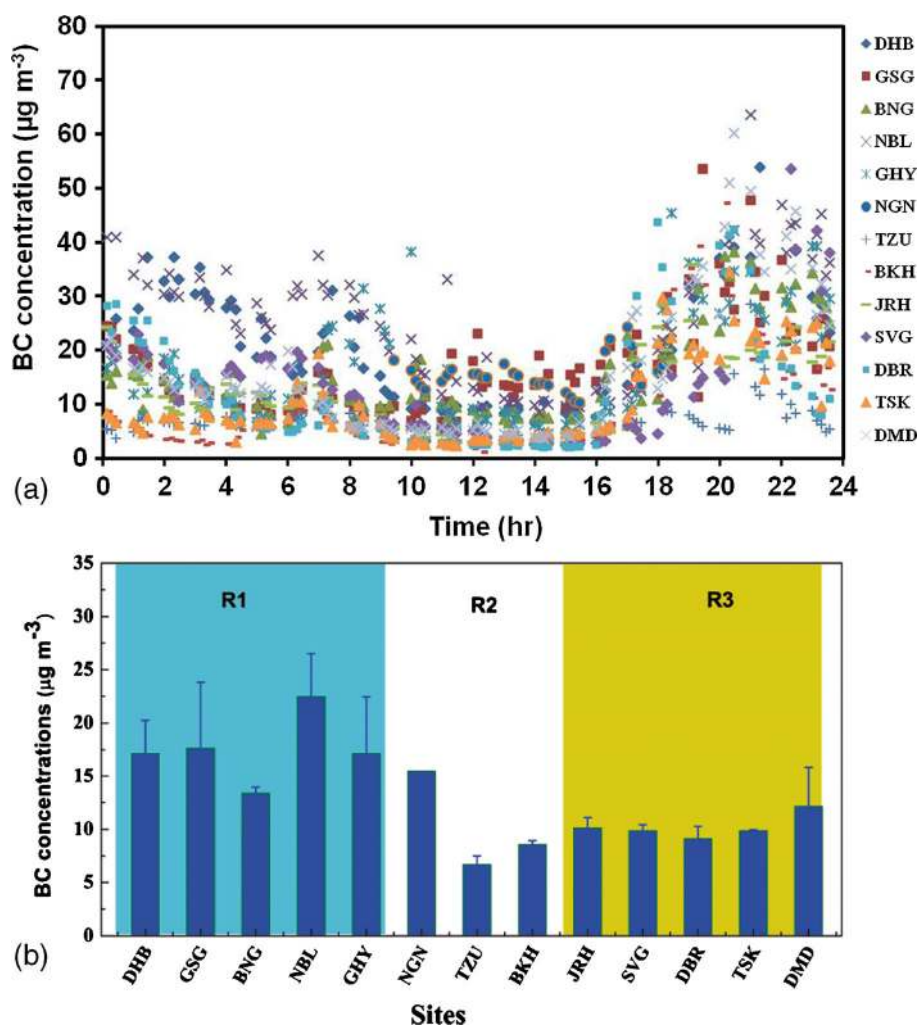 (a)
BC concentration (µg m⁻³)
80
70
60
50
40
30
20
10
0
0 2 4 6 8 10 12 14 16 18 20 22 24
Time (hr)
DHB
GSG
BNG
NBL
GHY
NGN
TZU
BKH
JRH
SVG
DBR
TSK
DMD
(b)
BC concentrations (µg m⁻³)
35
30
25
20
15
10
5
0
R1 R2 R3
DHB GSG BNG NBL GHY NGN TZU BKH JRH SVG DBR TSK DMD
Sites